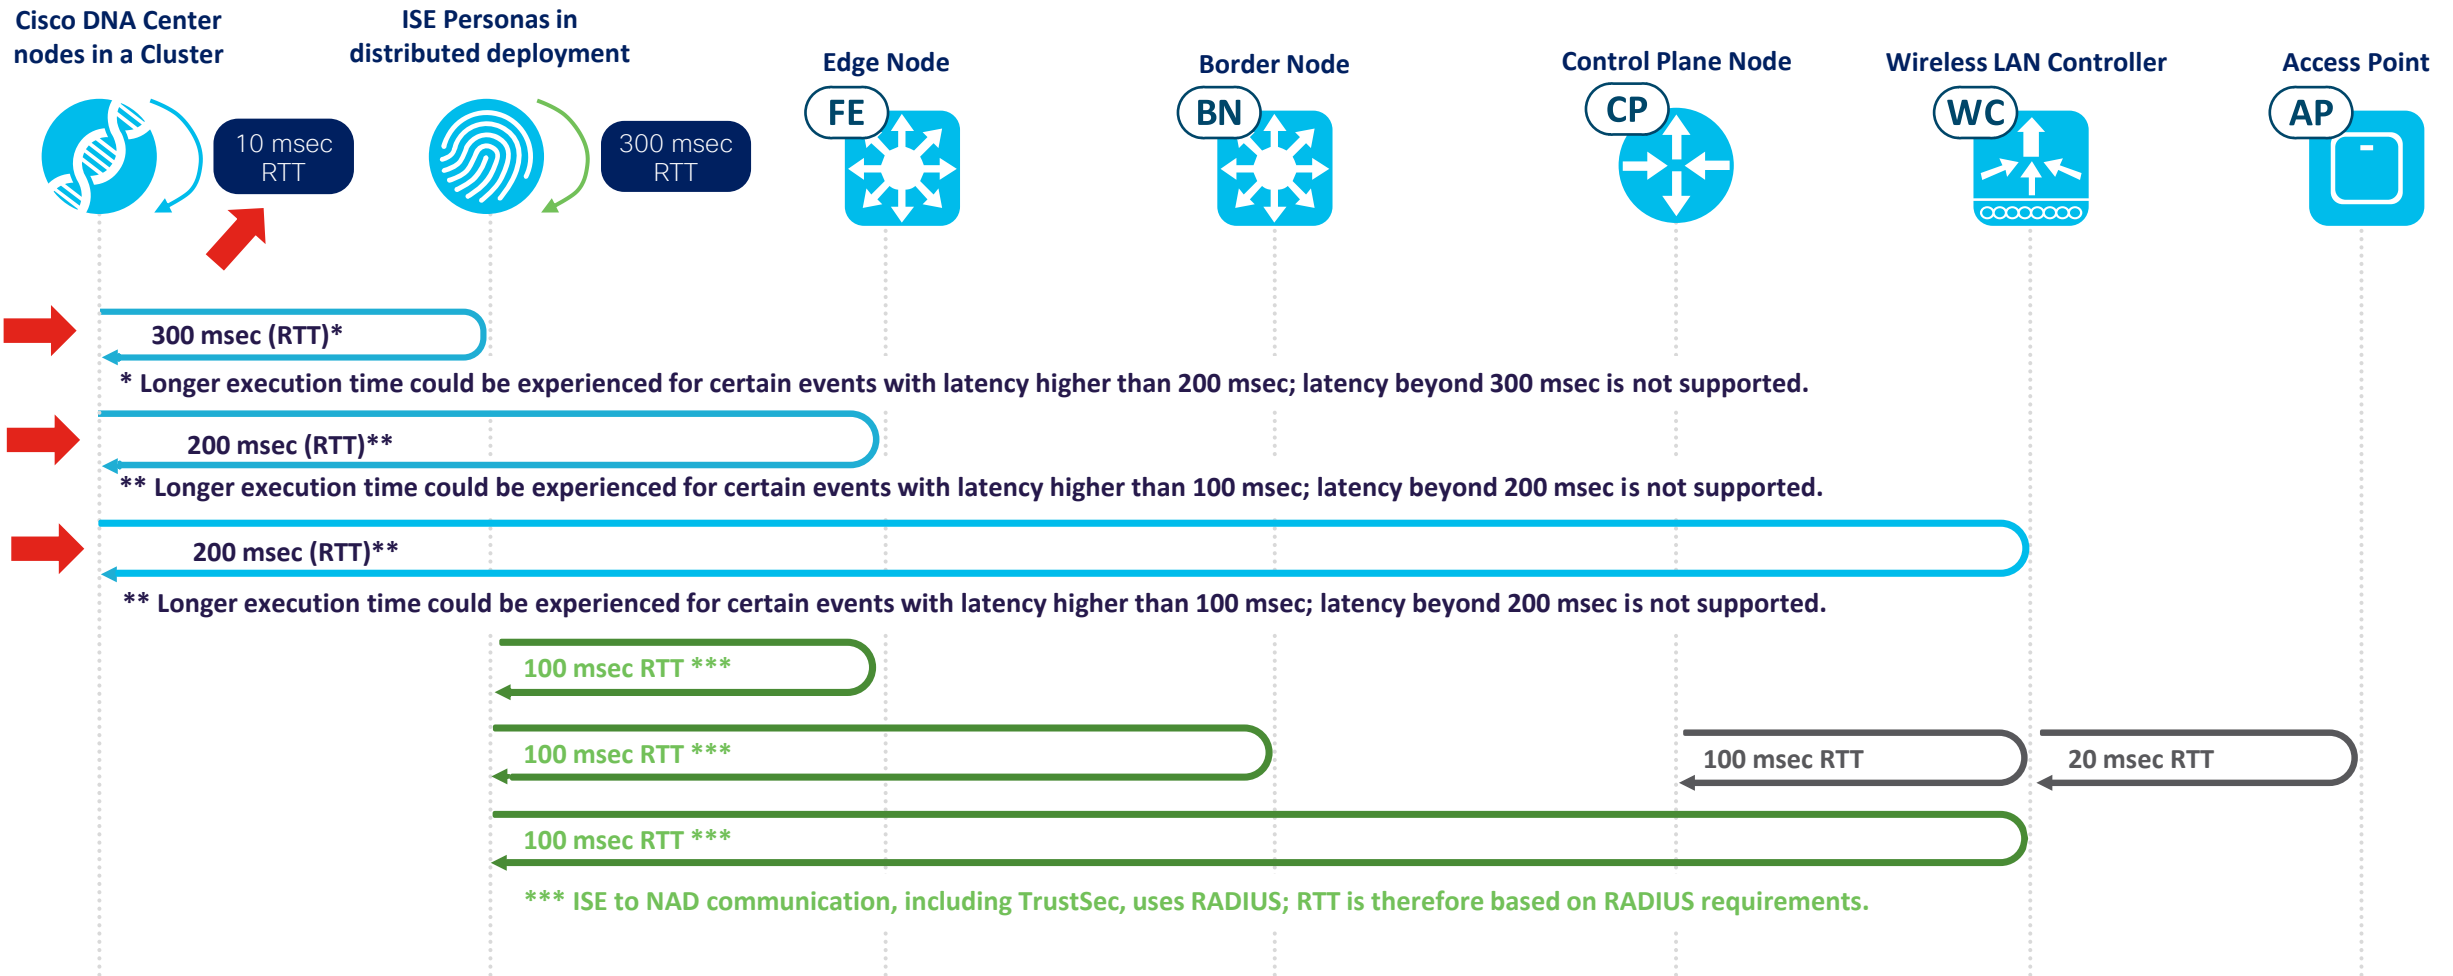 Cisco DNA Center
nodes in a Cluster
ISE Personas in
distributed deployment
Edge Node
Border Node
Control Plane Node
Wireless LAN Controller
Access Point
FE
BN
CP
WC
AP
10 msec
RTT
300 msec
RTT
300 msec (RTT)*
* Longer execution time could be experienced for certain events with latency higher than 200 msec; latency beyond 300 msec is not supported.
200 msec (RTT)**
** Longer execution time could be experienced for certain events with latency higher than 100 msec; latency beyond 200 msec is not supported.
200 msec (RTT)**
** Longer execution time could be experienced for certain events with latency higher than 100 msec; latency beyond 200 msec is not supported.
100 msec RTT ***
100 msec RTT ***
100 msec RTT
20 msec RTT
100 msec RTT ***
*** ISE to NAD communication, including TrustSec, uses RADIUS; RTT is therefore based on RADIUS requirements.